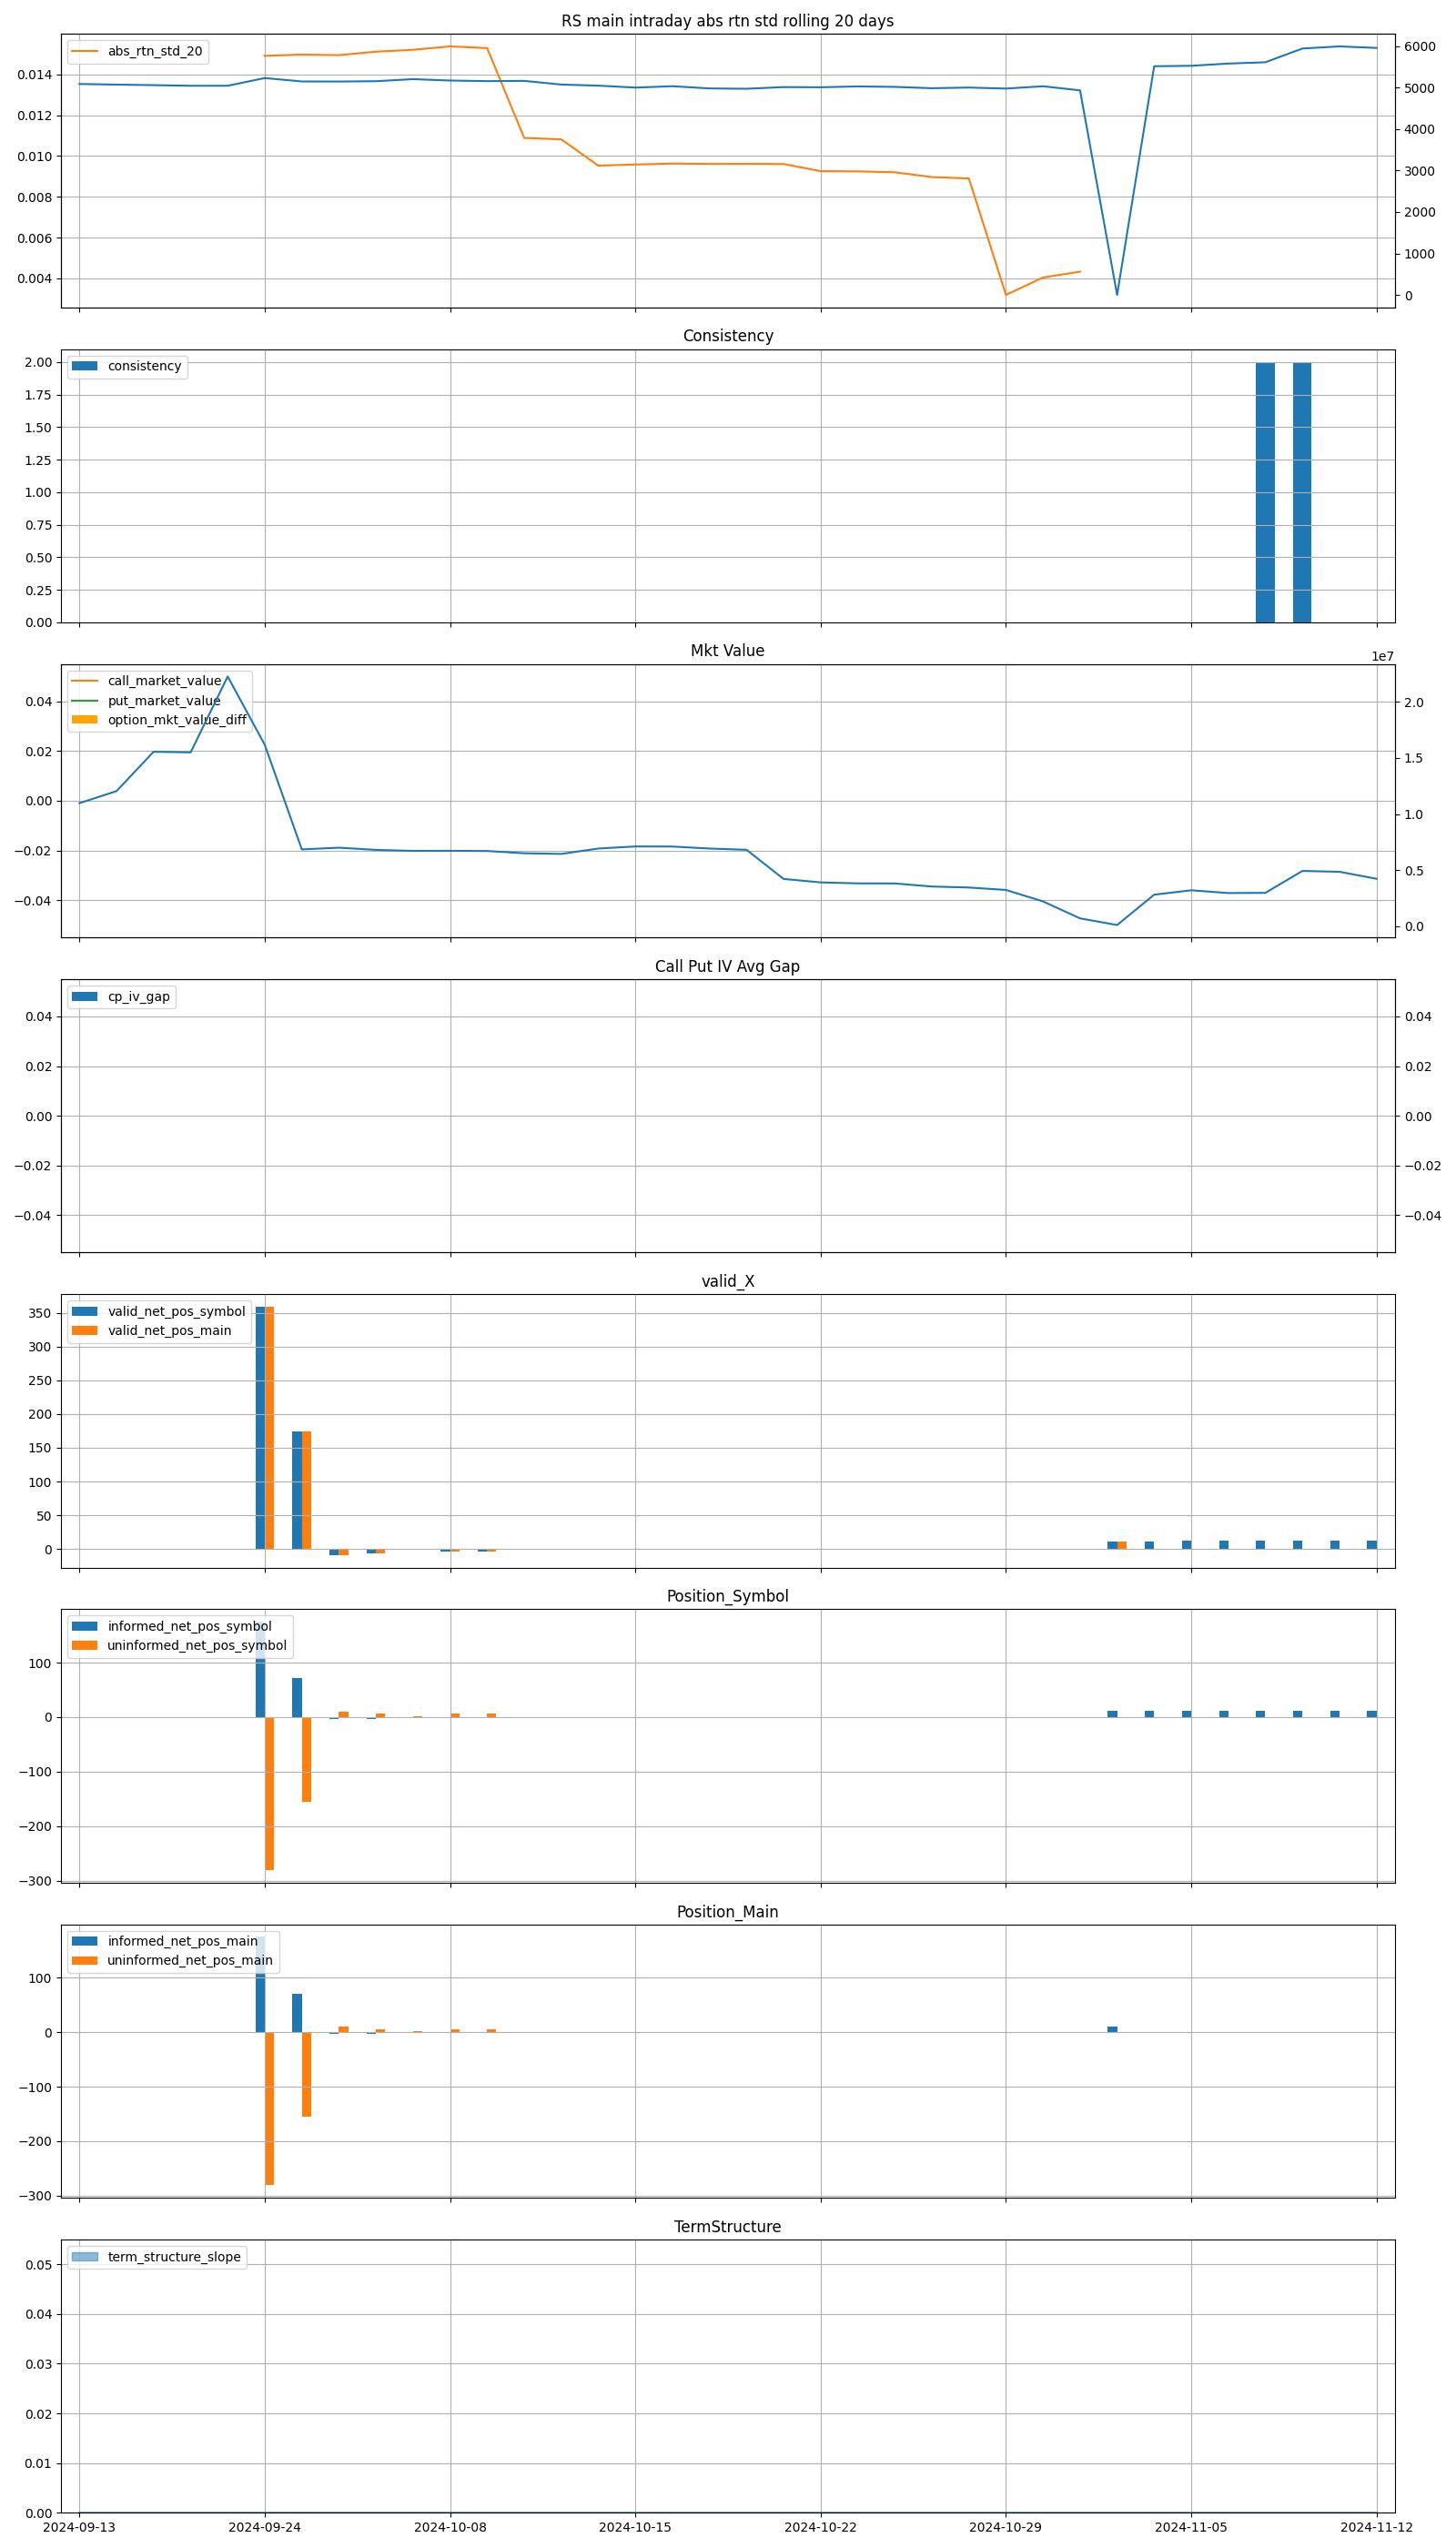 RS main intraday abs rtn std rolling 20 days
abs_rtn_std_20
0.014
0.012
0.010
0.008
0.006
0.004
6000
5000
4000
3000
2000
1000
0
Consistency
consistency
2.00
1.75
1.50
1.25
1.00
0.75
0.50
0.25
0.00
Mkt Value
1e7
call_market_value
put_market_value
option_mkt_value_diff
0.04
0.02
0.00
−0.02
−0.04
2.0
1.5
1.0
0.5
0.0
Call Put IV Avg Gap
cp_iv_gap
0.04
0.02
0.00
−0.02
−0.04
0.04
0.02
0.00
−0.02
−0.04
valid_X
valid_net_pos_symbol
valid_net_pos_main
350
300
250
200
150
100
50
0
Position_Symbol
informed_net_pos_symbol
uninformed_net_pos_symbol
100
0
−100
−200
−300
Position_Main
informed_net_pos_main
uninformed_net_pos_main
100
0
−100
−200
−300
TermStructure
term_structure_slope
0.05
0.04
0.03
0.02
0.01
0.00
2024-09-13 2024-09-24 2024-10-08 2024-10-15 2024-10-22 2024-10-29 2024-11-05 2024-11-12